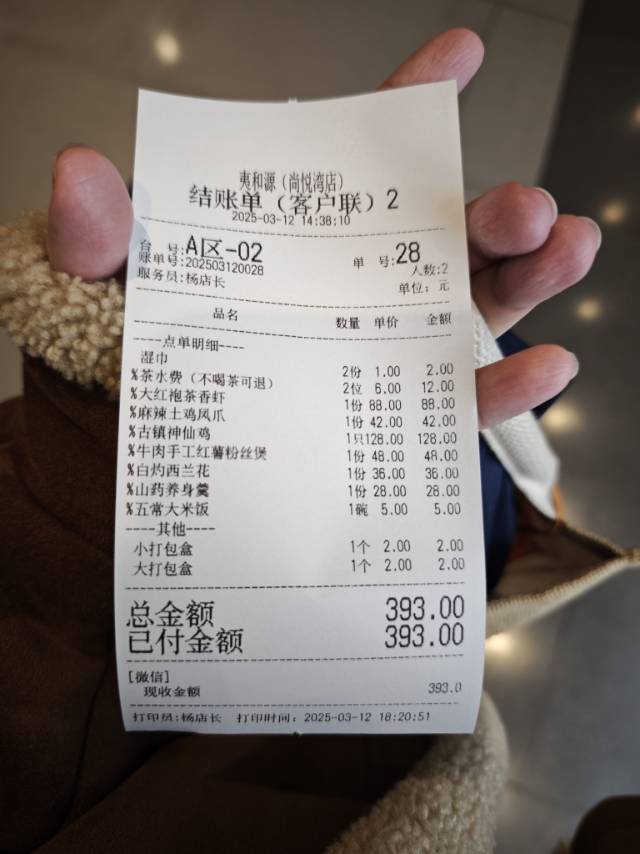 夷和源（尚悦湾店）
结账单（客户联）2
2025-03-12 14:38:10
台 号:A区-02 单 号:28
账单号:202503120028 人数:2
服务员:杨店长 单位: 元
品名 数量 单价 金额
----点单明细----
湿巾 2份 1.00 2.00
%茶水费（不喝茶可退） 2位 6.00 12.00
%大红袍茶香虾 1份 88.00 88.00
%麻辣土鸡凤爪 1份 42.00 42.00
%古镇神仙鸡 1只128.00 128.00
%牛肉手工红薯粉丝煲 1份 48.00 48.00
%白灼西兰花 1份 36.00 36.00
%山药养身羹 1份 28.00 28.00
%五常大米饭 1碗 5.00 5.00
----其他----
小打包盒 1个 2.00 2.00
大打包盒 1个 2.00 2.00
总金额 393.00
已付金额 393.00
[微信]
现收金额 393.0
打印员:杨店长 打印时间: 2025-03-12 18:20:51